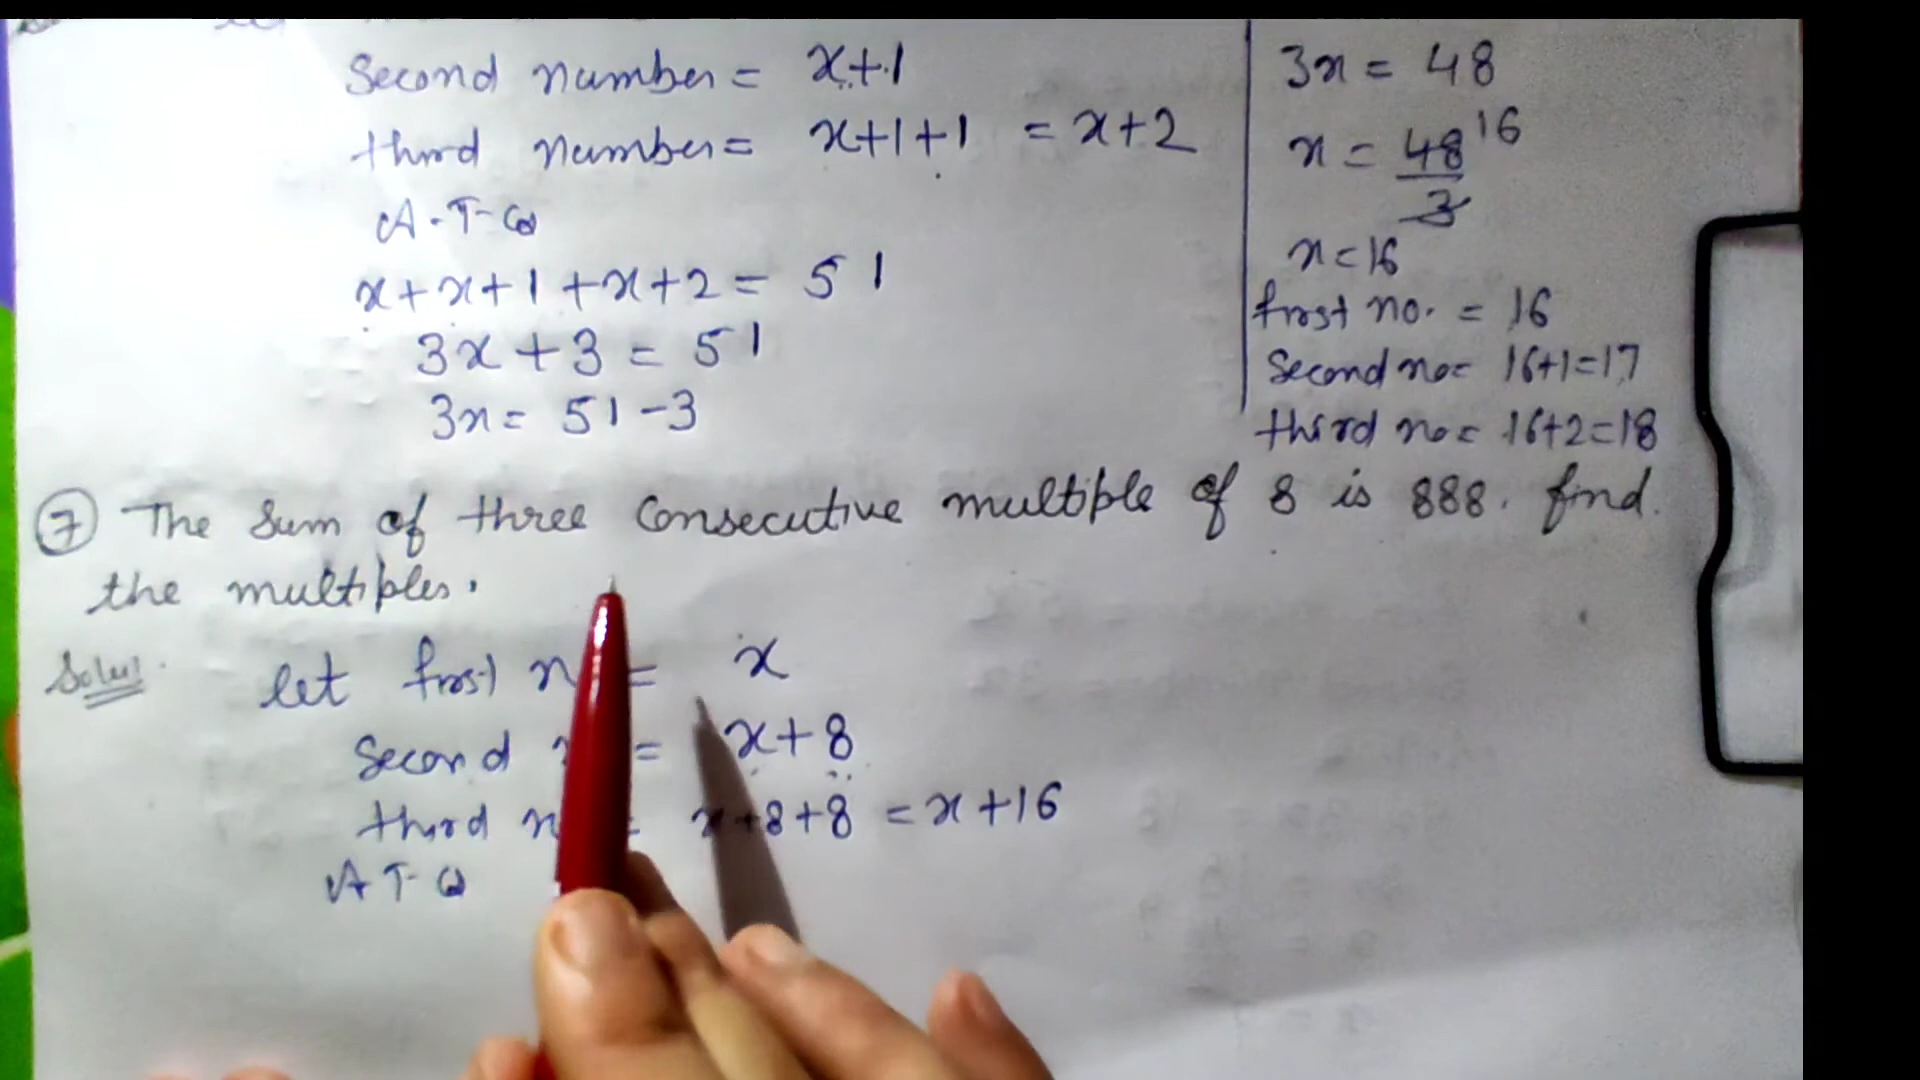 Second number = x+1
third number = x+1+1 = x+2
A-T-Q
x+x+1+x+2 = 51
3x+3 = 51
3x = 51-3
3x = 48
x = 48/3 16
x=16
first no. = 16
Second no = 16+1=17
third no = 16+2=18
7 The Sum of three Consecutive multiple of 8 is 888. find.
the multiples.
Solu! let first n = x
Second = x+8
third n = x+8+8 = x+16
A T-Q